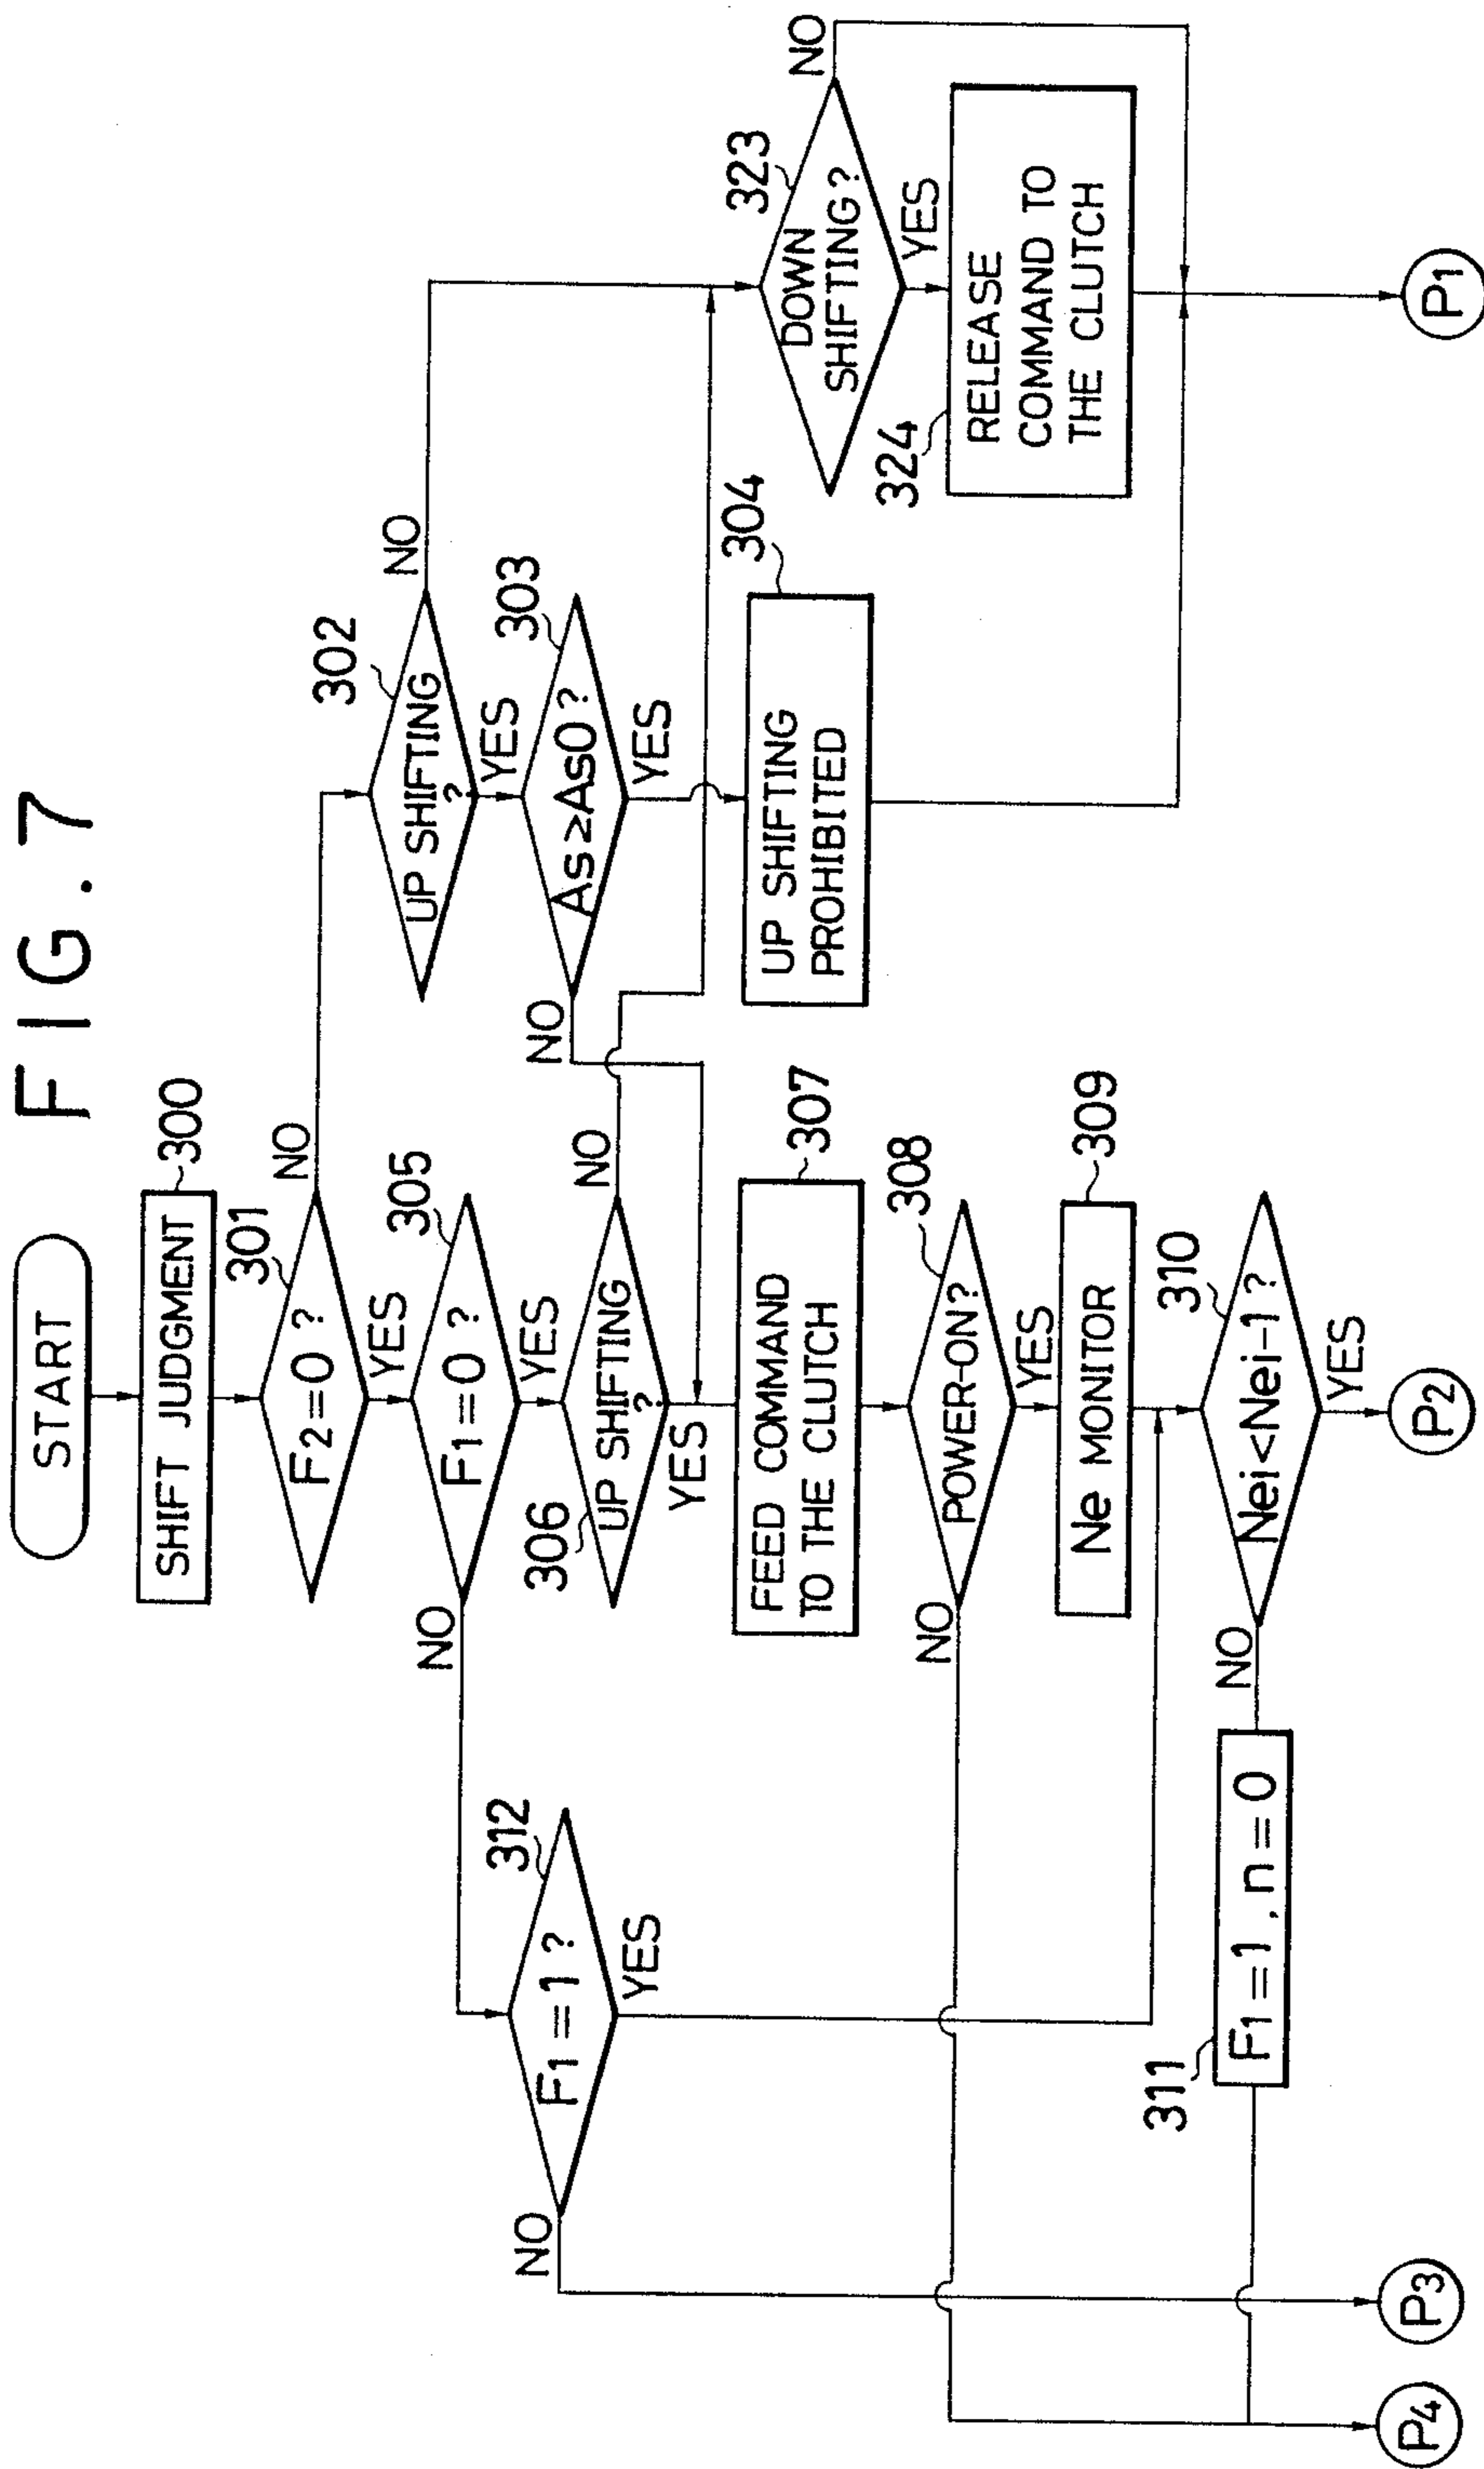 FIG. 7
START
SHIFT JUDGMENT
300
F2=0 ?
301
NO
YES
UP SHIFTING
?
302
NO
YES
F1=0 ?
305
NO
YES
As≥As0?
303
NO
YES
F1=1 ?
312
NO
YES
UP SHIFTING
?
306
NO
YES
UP SHIFTING
PROHIBITED
304
DOWN
SHIFTING?
323
NO
YES
FEED COMMAND
TO THE CLUTCH
307
RELEASE
COMMAND TO
THE CLUTCH
324
POWER-ON?
308
NO
YES
Ne MONITOR
309
Nei<Nei-1 ?
310
NO
YES
F1=1, n=0
311
P4
P3
P2
P1